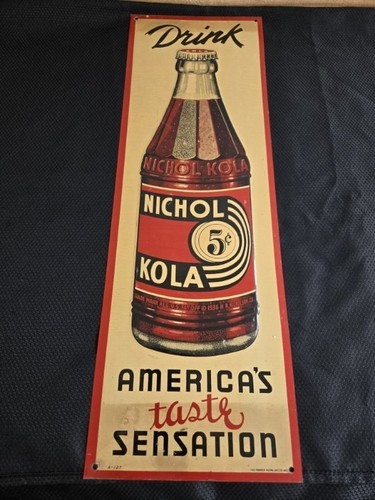 Drink
NICHOL KOLA
NICHOL
5¢
KOLA
AMERICA'S
taste
SENSATION